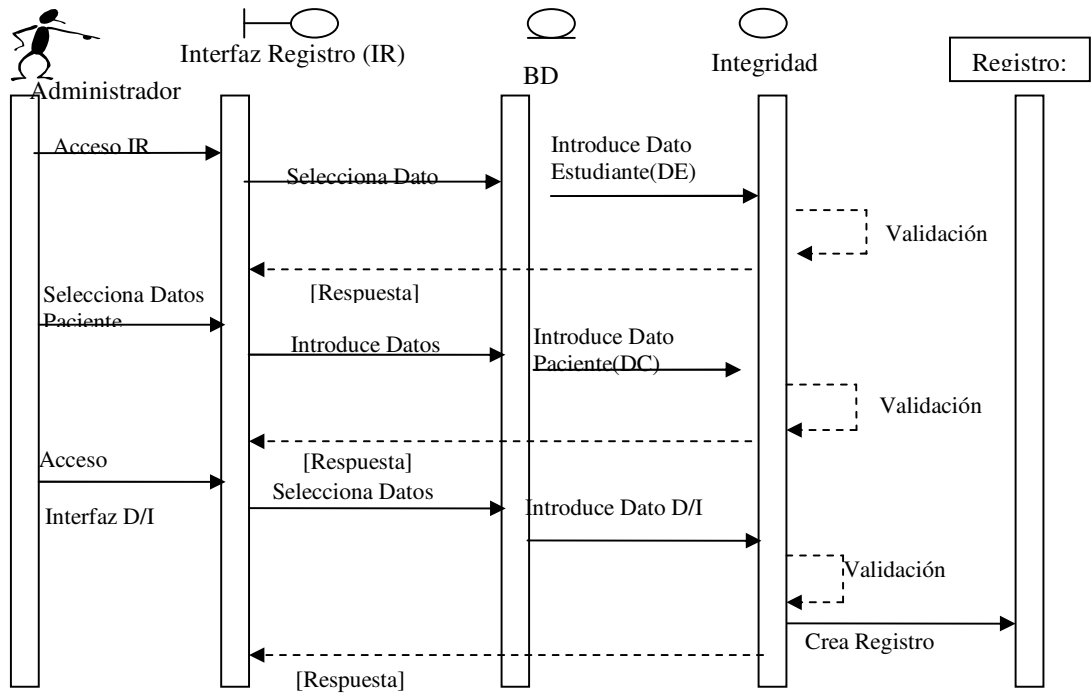 Interfaz Registro (IR)
BD
Integridad
Registro:
Administrador
Acceso IR
Selecciona Dato
Introduce Dato
Estudiante(DE)
Validación
[Respuesta]
Selecciona Datos
Paciente
Introduce Datos
Introduce Dato
Paciente(DC)
Validación
[Respuesta]
Acceso
Interfaz D/I
Selecciona Datos
Introduce Dato D/I
Validación
Crea Registro
[Respuesta]